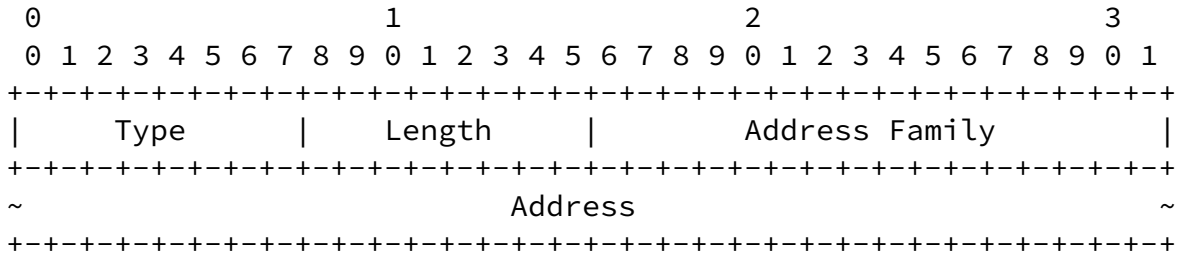 0                   1                   2                   3
 0 1 2 3 4 5 6 7 8 9 0 1 2 3 4 5 6 7 8 9 0 1 2 3 4 5 6 7 8 9 0 1
+-+-+-+-+-+-+-+-+-+-+-+-+-+-+-+-+-+-+-+-+-+-+-+-+-+-+-+-+-+-+-+-+
|     Type      |    Length     |        Address Family         |
+-+-+-+-+-+-+-+-+-+-+-+-+-+-+-+-+-+-+-+-+-+-+-+-+-+-+-+-+-+-+-+-+
~                           Address                             ~
+-+-+-+-+-+-+-+-+-+-+-+-+-+-+-+-+-+-+-+-+-+-+-+-+-+-+-+-+-+-+-+-+